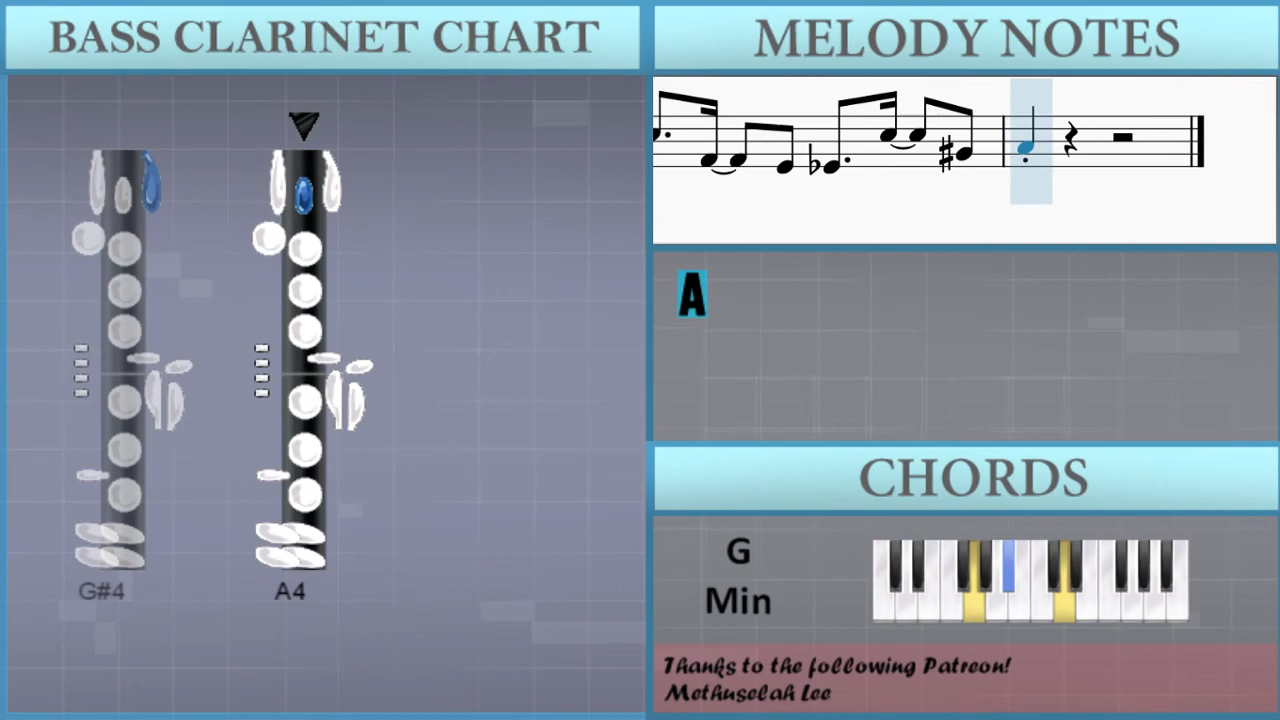 BASS CLARINET CHART
MELODY NOTES
A
CHORDS
G
Min
G#4
A4
Thanks to the following Patreon!
Methuselah Lee